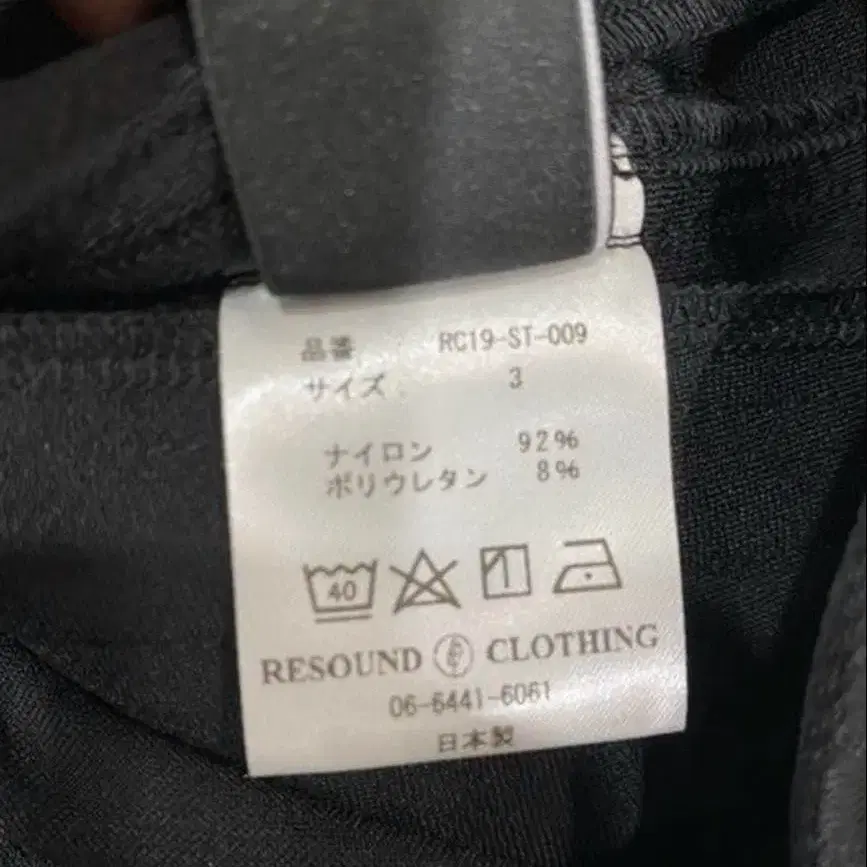 品番 RC19-ST-009
サイズ 3
ナイロン 92%
ポリウレタン 8%
40
RESOUND CLOTHING
06-6441-6061
日本製